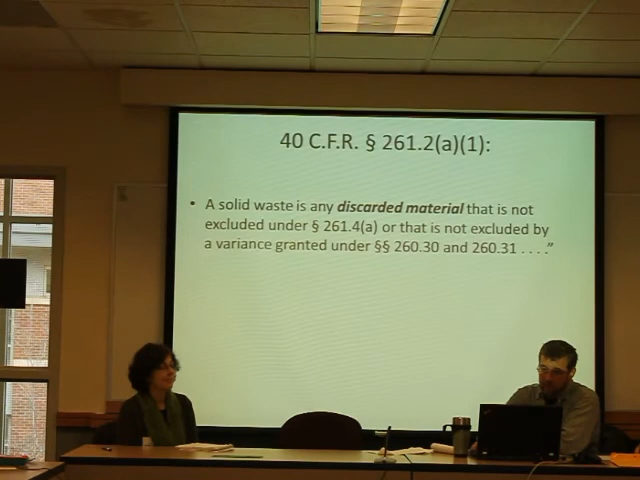 40 C.F.R. § 261.2(a)(1):
• A solid waste is any discarded material that is not
excluded under § 261.4(a) or that is not excluded by
a variance granted under §§ 260.30 and 260.31 . . . ."